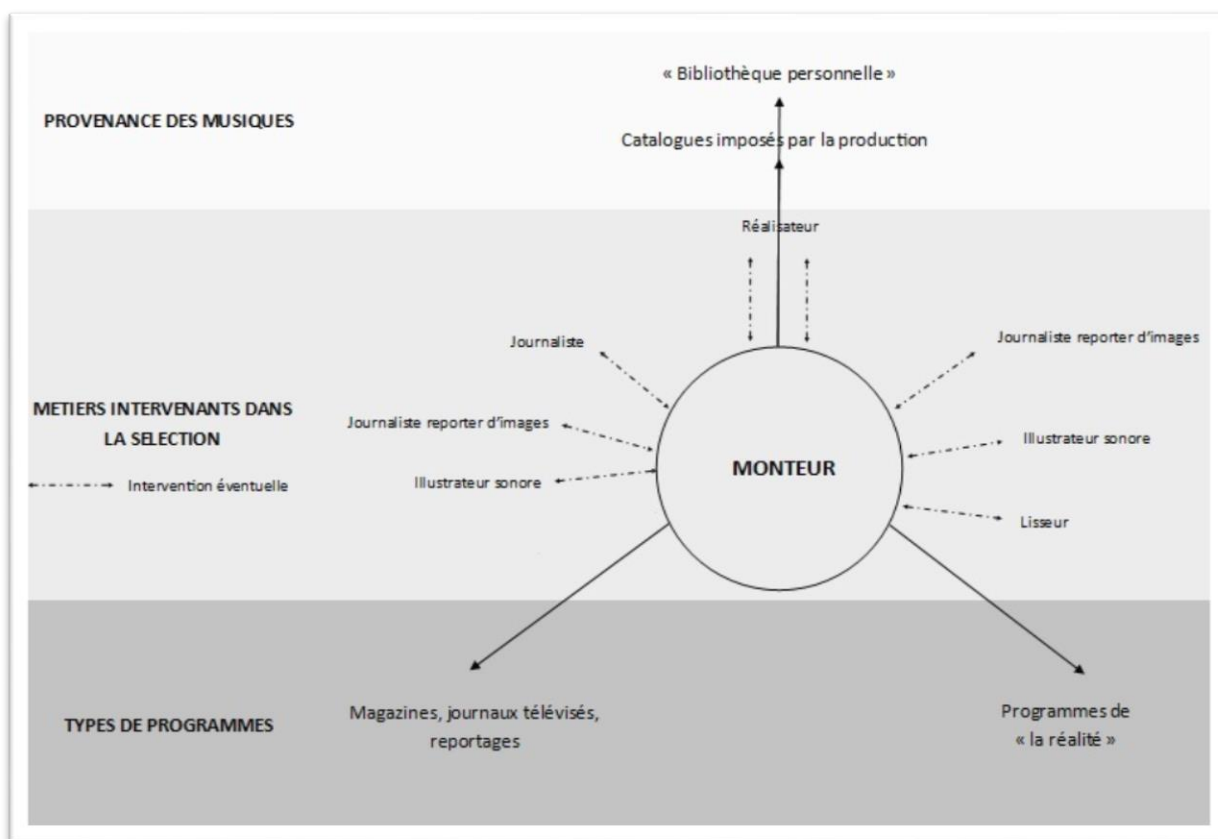 « Bibliothèque personnelle »
PROVENANCE DES MUSIQUES
Catalogues imposés par la production
Réalisateur
Journaliste
Journaliste reporter d'images
METIERS INTERVENANTS DANS
LA SELECTION
Journaliste reporter d'images
Illustrateur sonore
MONTEUR
Illustrateur sonore
Intervention éventuelle
Lisseur
TYPES DE PROGRAMMES
Magazines, journaux télévisés,
reportages
Programmes de
« la réalité »